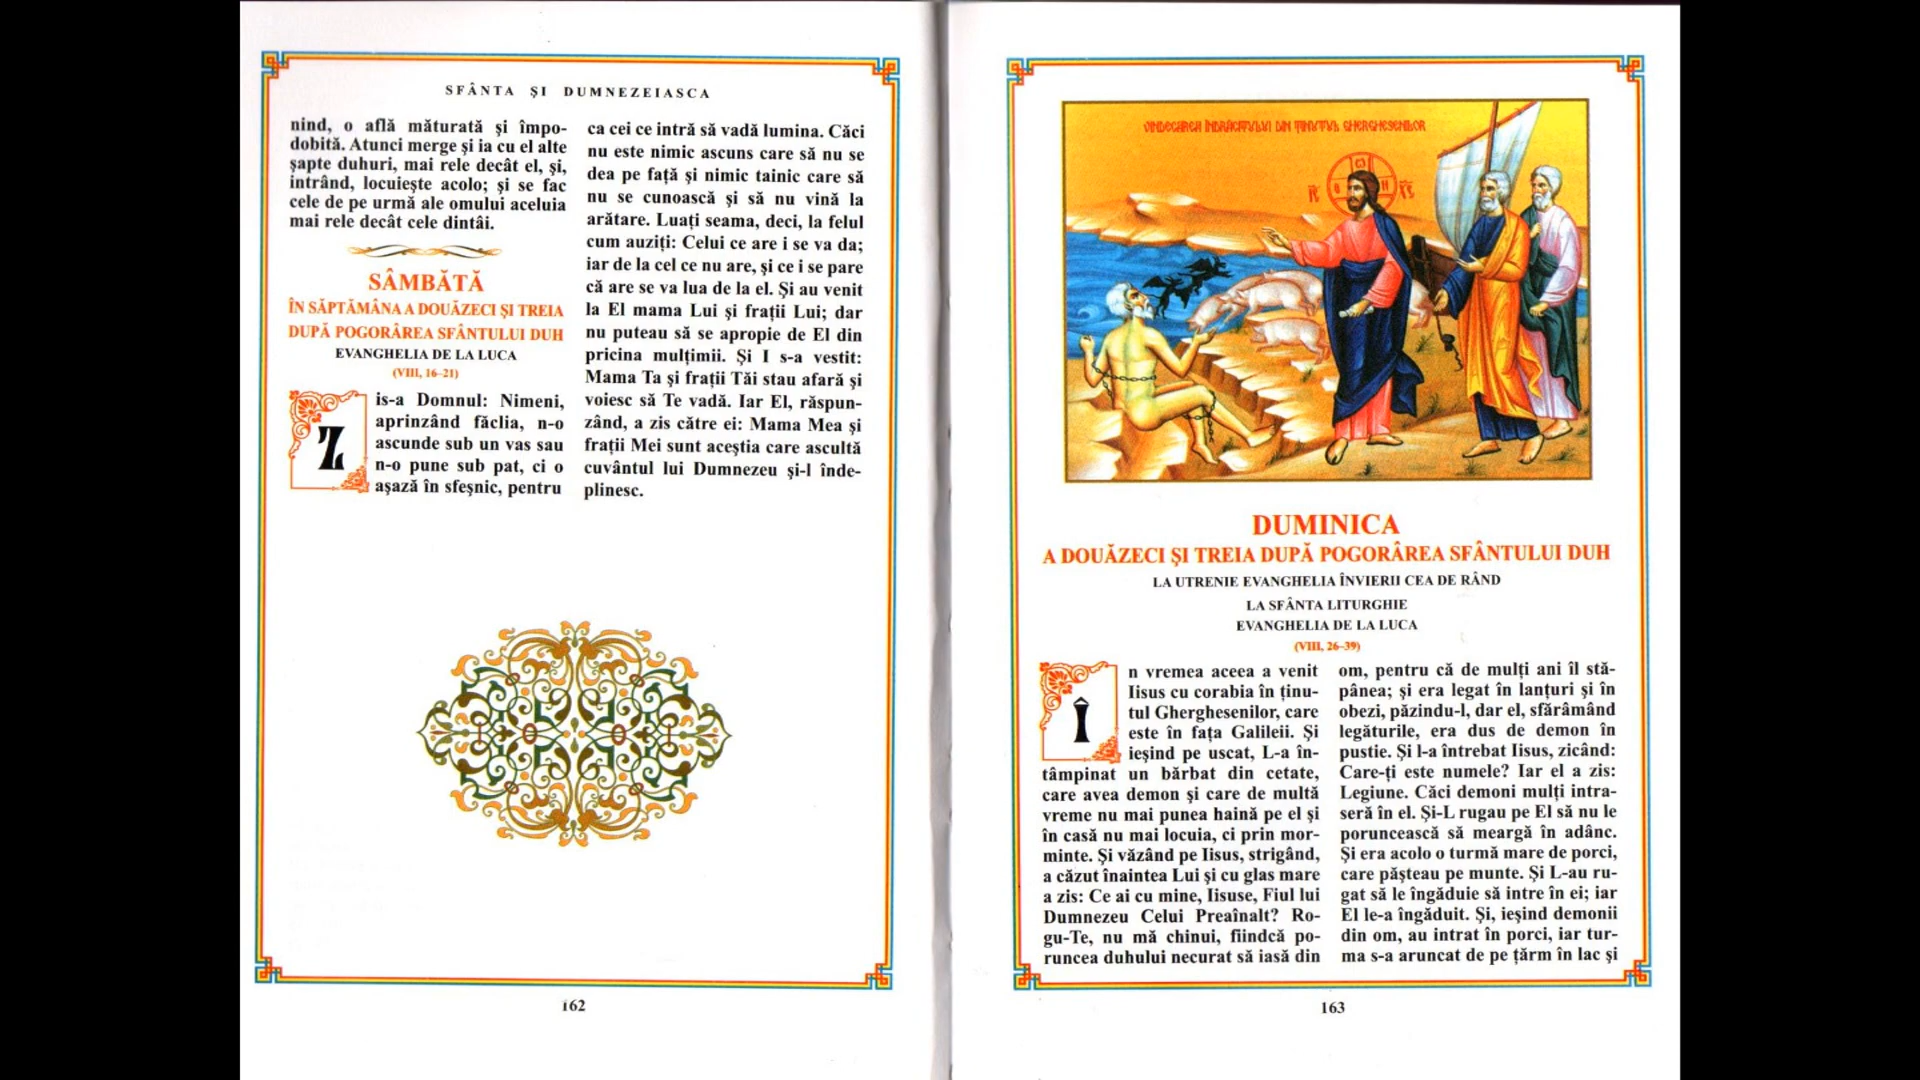 SFÂNTA ŞI DUMNEZEIASCA
nind, o află măturată şi împo-
dobită. Atunci merge şi ia cu el alte
şapte duhuri, mai rele decât el, şi,
intrând, locuieşte acolo; şi se fac
cele de pe urmă ale omului aceluia
mai rele decât cele dintâi.
SÂMBĂTĂ
ÎN SĂPTĂMÂNA A DOUĂZECI ŞI TREIA
DUPĂ POGORÂREA SFÂNTULUI DUH
EVANGHELIA DE LA LUCA
(VIII, 16–21)
Zis-a Domnul: Nimeni,
aprinzând făclia, n-o
ascunde sub un vas sau
n-o pune sub pat, ci o
aşază în sfeşnic, pentru
ca cei ce intră să vadă lumina. Căci
nu este nimic ascuns care să nu se
dea pe faţă şi nimic tainic care să
nu se cunoască şi să nu vină la
arătare. Luaţi seama, deci, la felul
cum auziţi: Celui ce are i se va da;
iar de la cel ce nu are, şi ce i se pare
că are se va lua de la el. Şi au venit
la El mama Lui şi fraţii Lui; dar
nu puteau să se apropie de El din
pricina mulţimii. Şi I s-a vestit:
Mama Ta şi fraţii Tăi stau afară şi
voiesc să Te vadă. Iar El, răspun-
zând, a zis către ei: Mama Mea şi
fraţii Mei sunt aceştia care ascultă
cuvântul lui Dumnezeu şi-l înde-
plinesc.
162
VINDECAREA ÎNDRĂCITULUI DIN ŢINUTUL GHERGHESENILOR
DUMINICA
A DOUĂZECI ŞI TREIA DUPĂ POGORÂREA SFÂNTULUI DUH
LA UTRENIE EVANGHELIA ÎNVIERII CEA DE RÂND
LA SFÂNTA LITURGHIE
EVANGHELIA DE LA LUCA
(VIII, 26–39)
În vremea aceea a venit
Iisus cu corabia în ţinu-
tul Gherghesenilor, care
este în faţa Galileii. Şi
ieşind pe uscat, L-a în-
tâmpinat un bărbat din cetate,
care avea demon şi care de multă
vreme nu mai punea haină pe el şi
în casă nu mai locuia, ci prin mor-
minte. Şi văzând pe Iisus, strigând,
a căzut înaintea Lui şi cu glas mare
a zis: Ce ai cu mine, Iisuse, Fiul lui
Dumnezeu Celui Preaînalt? Ro-
gu-Te, nu mă chinui, fiindcă po-
runcea duhului necurat să iasă din
om, pentru că de mulţi ani îl stă-
pânea; şi era legat în lanţuri şi în
obezi, păzindu-l, dar el, sfărâmând
legăturile, era dus de demon în
pustie. Şi l-a întrebat Iisus, zicând:
Care-ţi este numele? Iar el a zis:
Legiune. Căci demoni mulţi intra-
seră în el. Şi-L rugau pe El să nu le
poruncească să meargă în adânc.
Şi era acolo o turmă mare de porci,
care păşteau pe munte. Şi L-au ru-
gat să le îngăduie să intre în ei; iar
El le-a îngăduit. Şi, ieşind demonii
din om, au intrat în porci, iar tur-
ma s-a aruncat de pe ţărm în lac şi
163